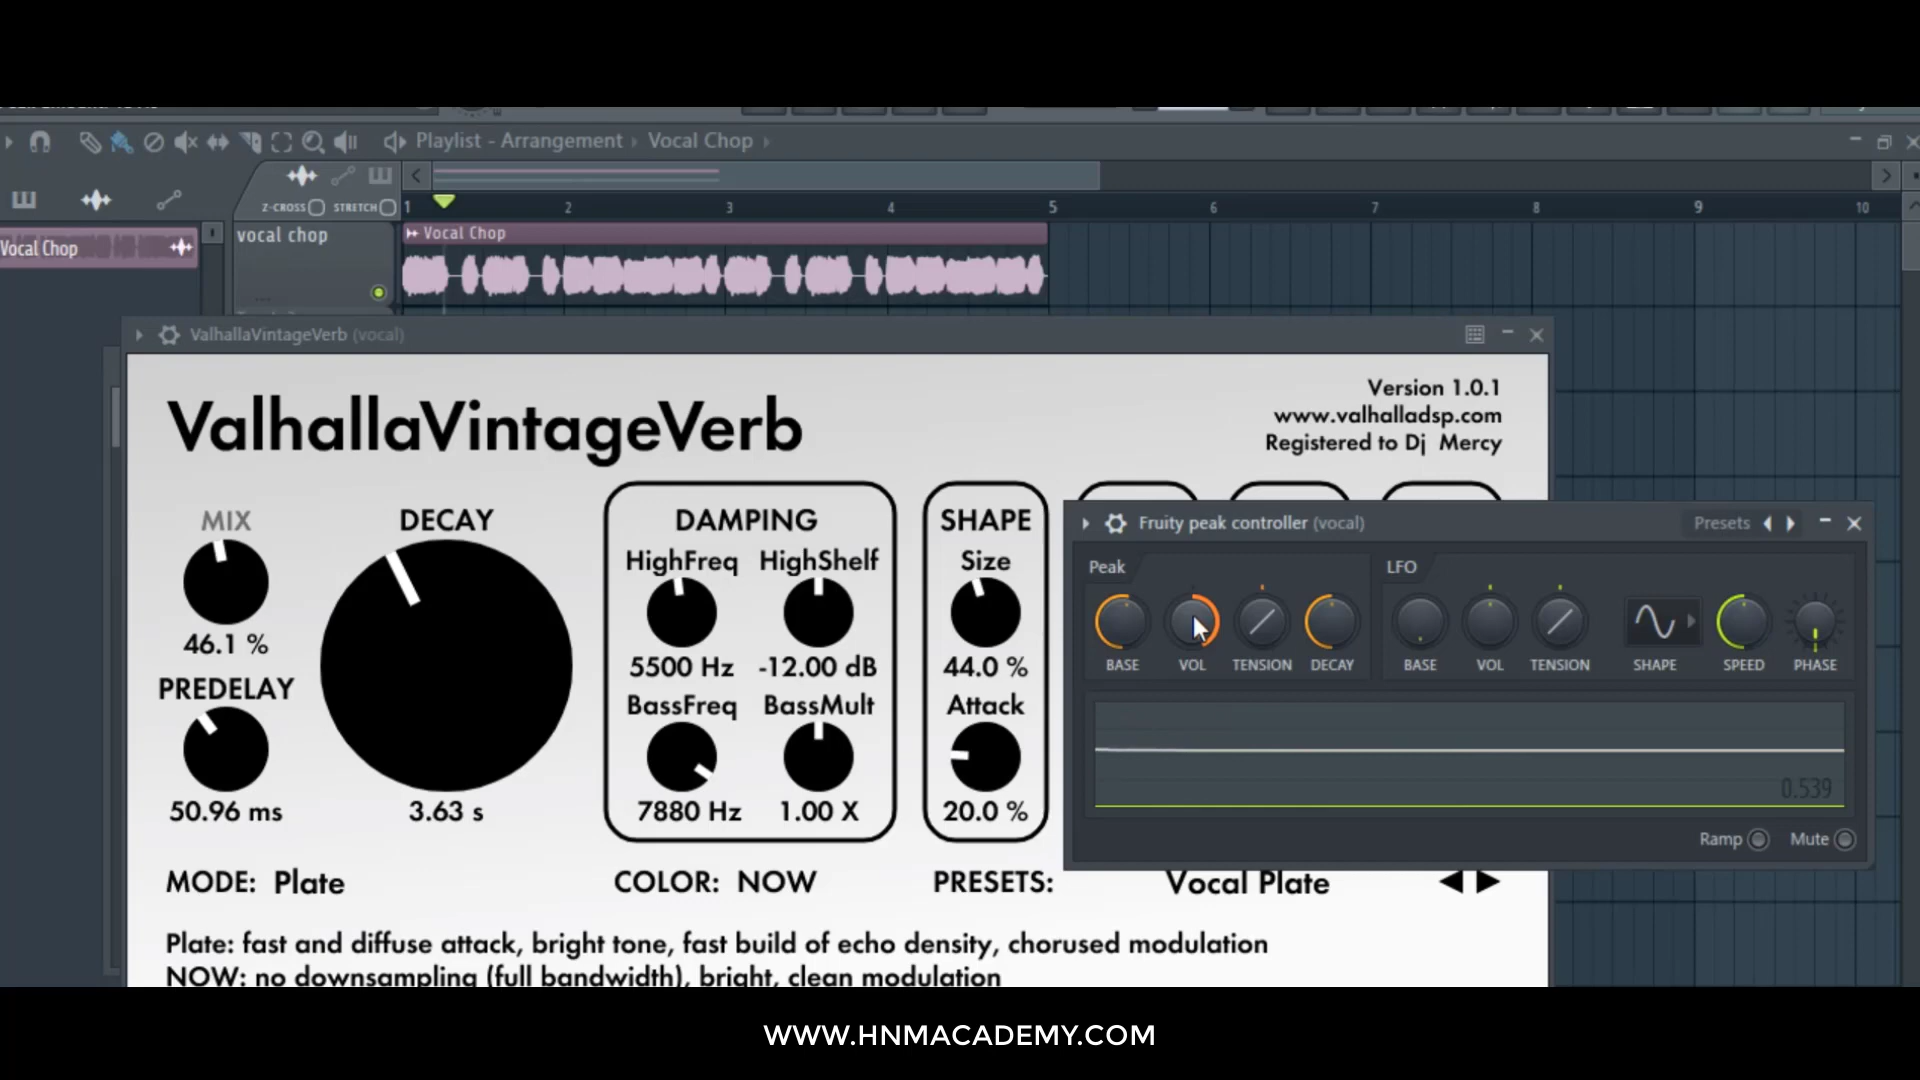 Playlist - Arrangement › Vocal Chop ›
Z-CROSS STRETCH
1 2 3 4 5 6 7 8 9 10
Vocal Chop
vocal chop
Vocal Chop
ValhallaVintageVerb (vocal)
ValhallaVintageVerb
Version 1.0.1
www.valhalladsp.com
Registered to Dj Mercy
MIX
46.1 %
PREDELAY
50.96 ms
DECAY
3.63 s
DAMPING
HighFreq HighShelf
5500 Hz -12.00 dB
BassFreq BassMult
7880 Hz 1.00 X
SHAPE
Size
44.0 %
Attack
20.0 %
Fruity peak controller (vocal)
Presets
Peak
BASE VOL TENSION DECAY
LFO
BASE VOL TENSION SHAPE SPEED PHASE
0.539
Ramp Mute
MODE: Plate
COLOR: NOW
PRESETS: Vocal Plate
Plate: fast and diffuse attack, bright tone, fast build of echo density, chorused modulation
NOW: no downsampling (full bandwidth), bright, clean modulation
WWW.HNMACADEMY.COM